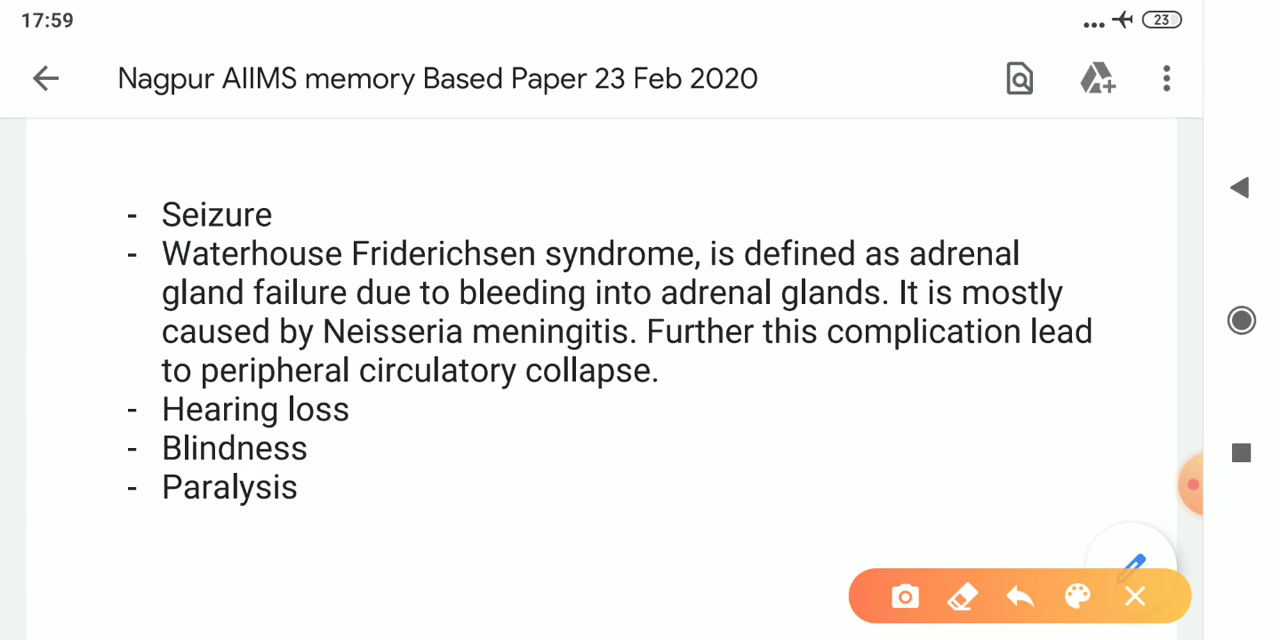 17:59
23
Nagpur AIIMS memory Based Paper 23 Feb 2020
- Seizure
- Waterhouse Friderichsen syndrome, is defined as adrenal
gland failure due to bleeding into adrenal glands. It is mostly
caused by Neisseria meningitis. Further this complication lead
to peripheral circulatory collapse.
- Hearing loss
- Blindness
- Paralysis